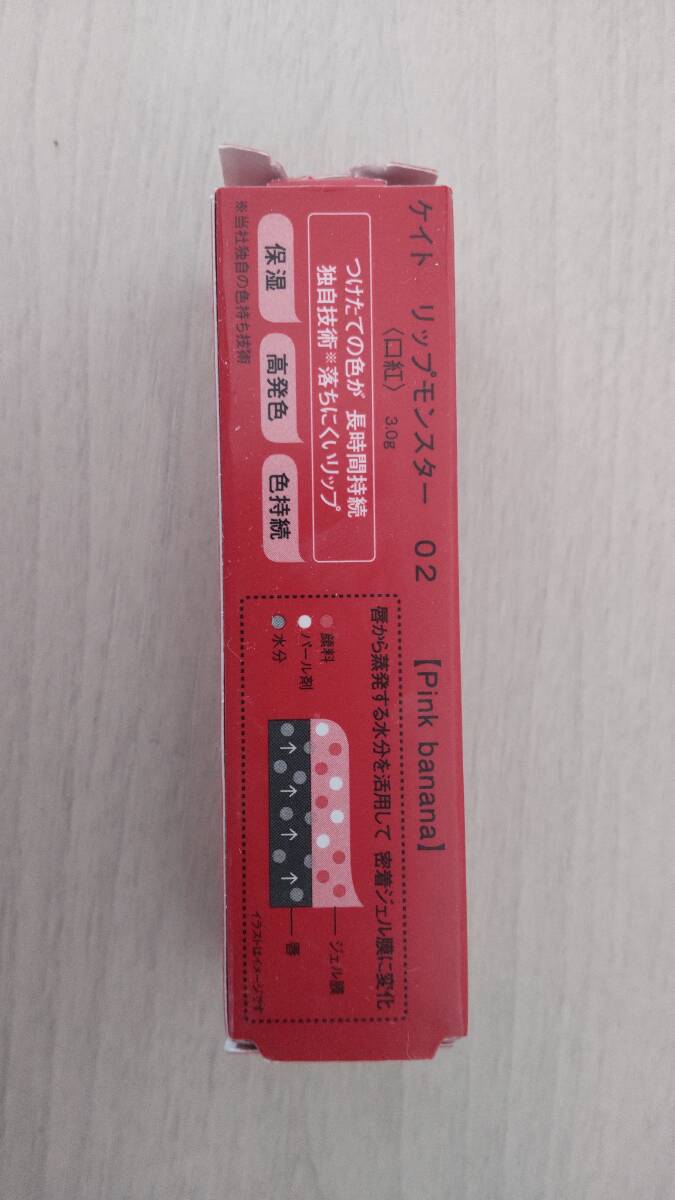 ケイト リップモンスター 02 【Pink banana】
〈口紅〉 3.0g
つけたての色が 長時間持続
独自技術※落ちにくいリップ
保湿 高発色 色持続
※当社独自の色持ち技術
唇から蒸発する水分を活用して 密着ジェル膜に変化
顔料
パール剤
水分
ジェル膜
唇
イラストはイメージです